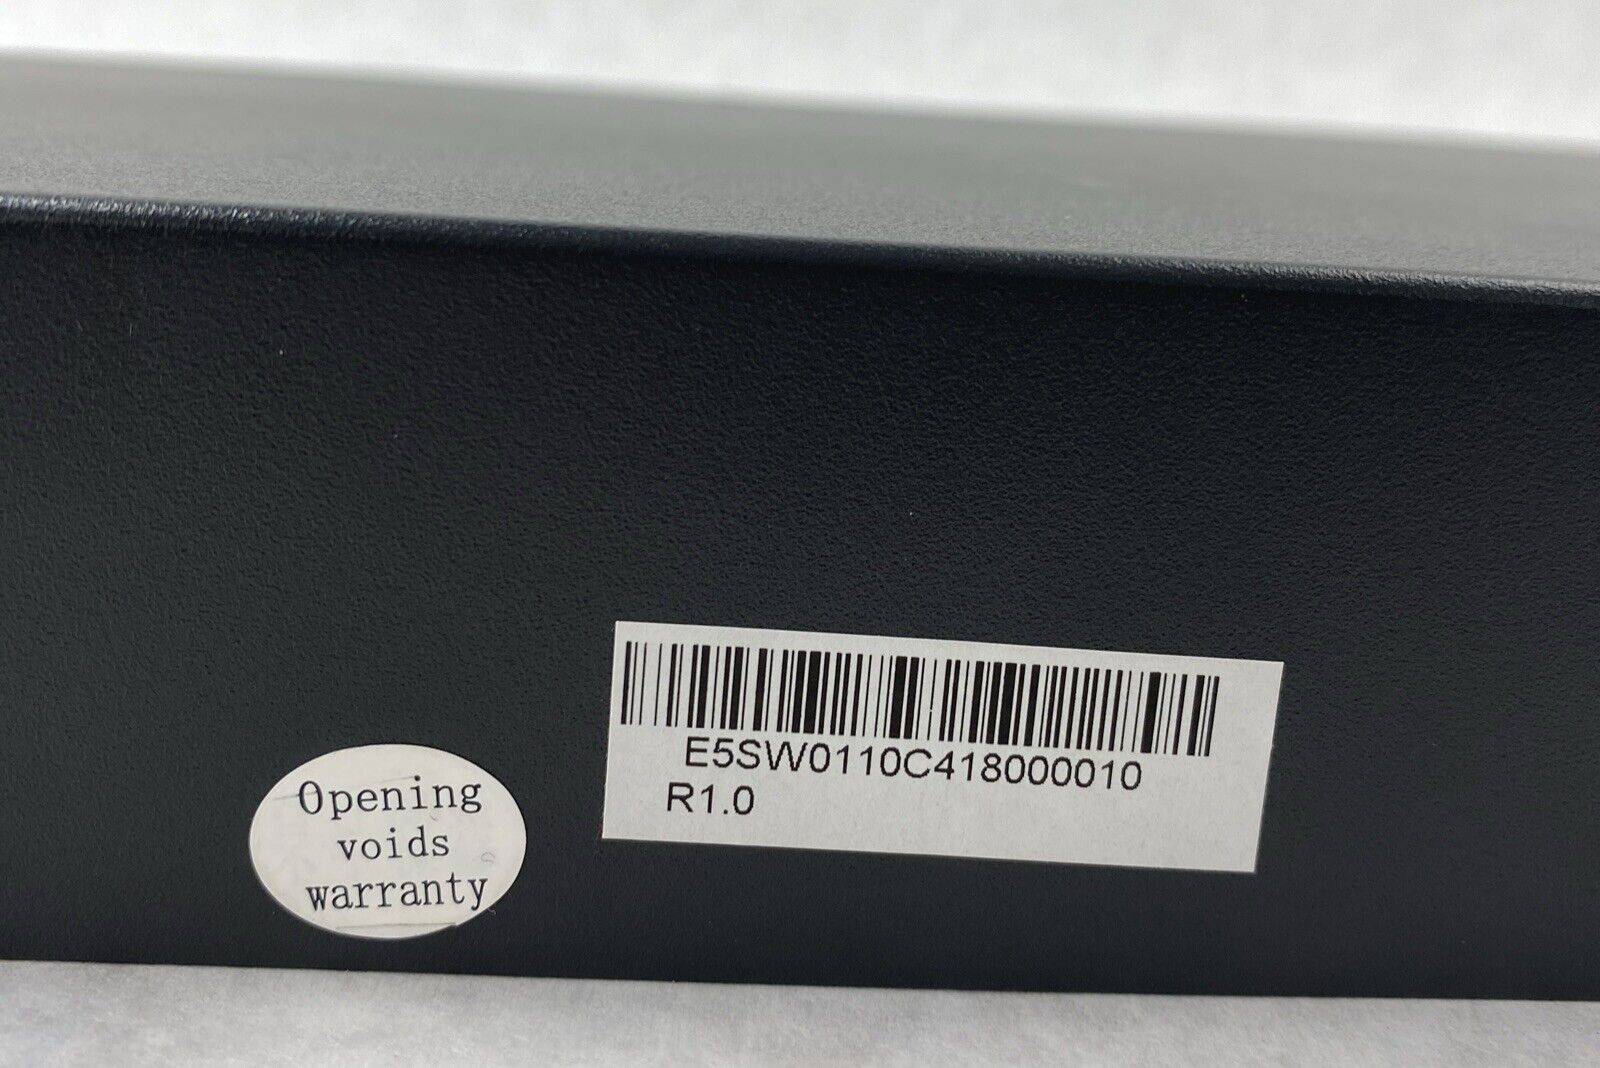 Opening
voids
warranty
E5SW0110C418000010
R1.0